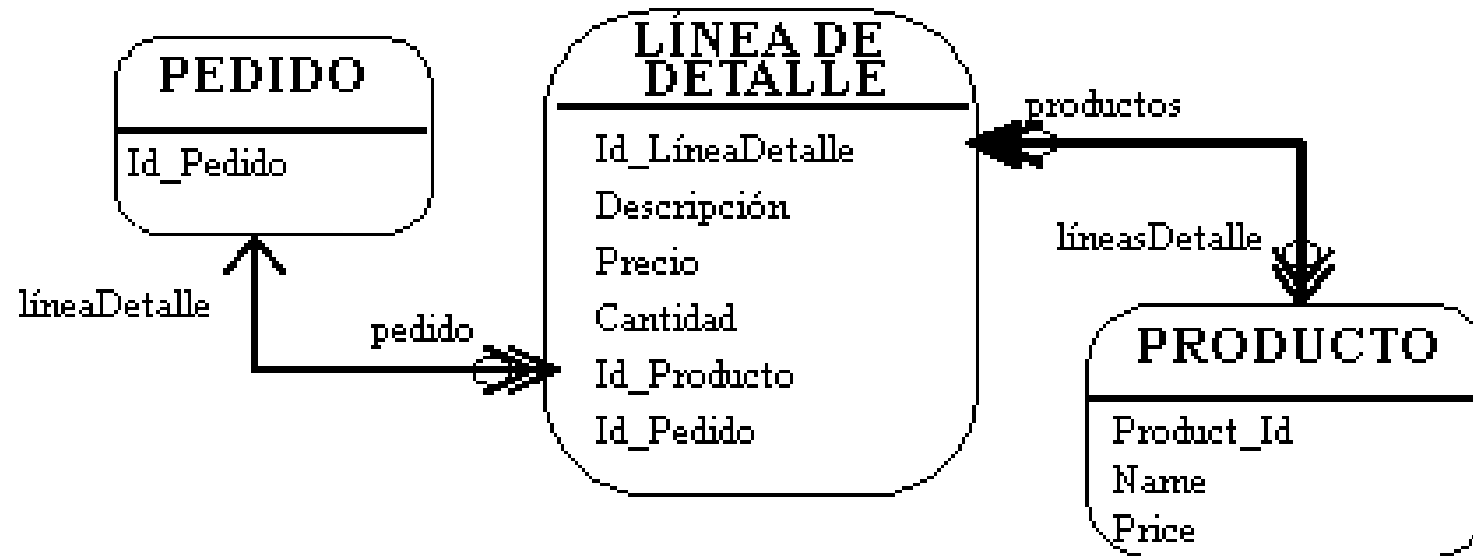 PEDIDO
Id_Pedido
líneaDetalle
pedido
LÍNEA DE
DETALLE
Id_LíneaDetalle
Descripción
Precio
Cantidad
Id_Producto
Id_Pedido
productos
líneasDetalle
PRODUCTO
Product_Id
Name
Price